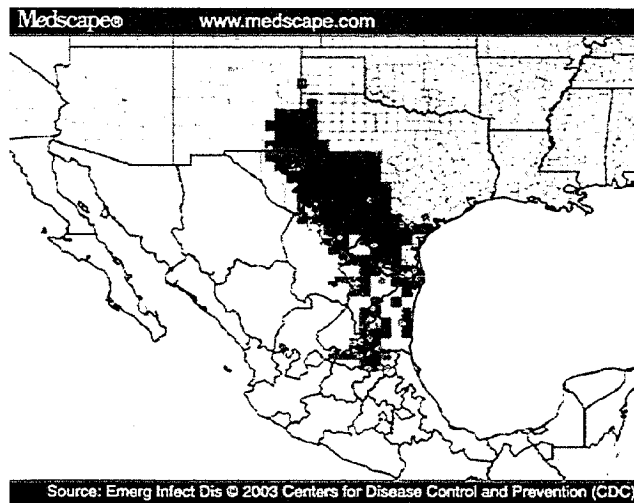 Medscape® www.medscape.com
Source: Emerg Infect Dis © 2003 Centers for Disease Control and Prevention (CDC)